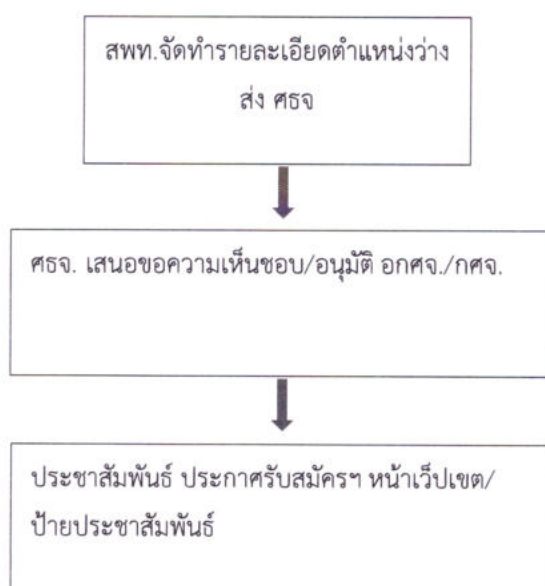 สพท.จัดทำรายละเอียดตำแหน่งว่าง
ส่ง ศธจ
ศธจ. เสนอขอความเห็นชอบ/อนุมัติ อกศจ./กศจ.
ประชาสัมพันธ์ ประกาศรับสมัครฯ หน้าเว็ปเขต/
ป้ายประชาสัมพันธ์